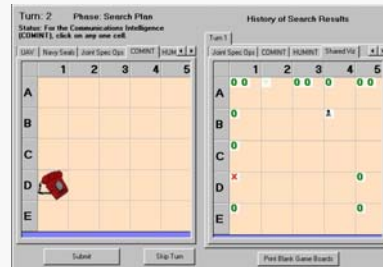 Turn: 2 Phase: Search Plan
Status: For the Communications Intelligence
(COMINT), click on any one cell.
UAV Navy Seals Joint Spec Ops COMINT HUM
1 2 3 4 5
A
B
C
D
E
Submit
Skip Turn
History of Search Results
Turn 1
Joint Spec Ops COMINT HUMINT Shared Viz
1 2 3 4 5
A 0 0 0 0 0 0 0
B 0
C 0
D X 0
E 0 0
Print Blank Game Boards